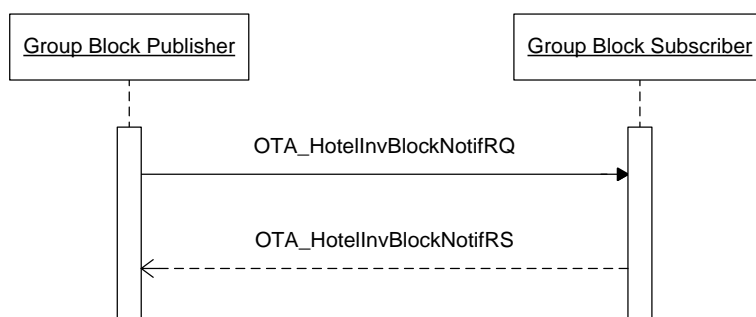 Group Block Publisher
Group Block Subscriber
OTA_HotelInvBlockNotifRQ
OTA_HotelInvBlockNotifRS